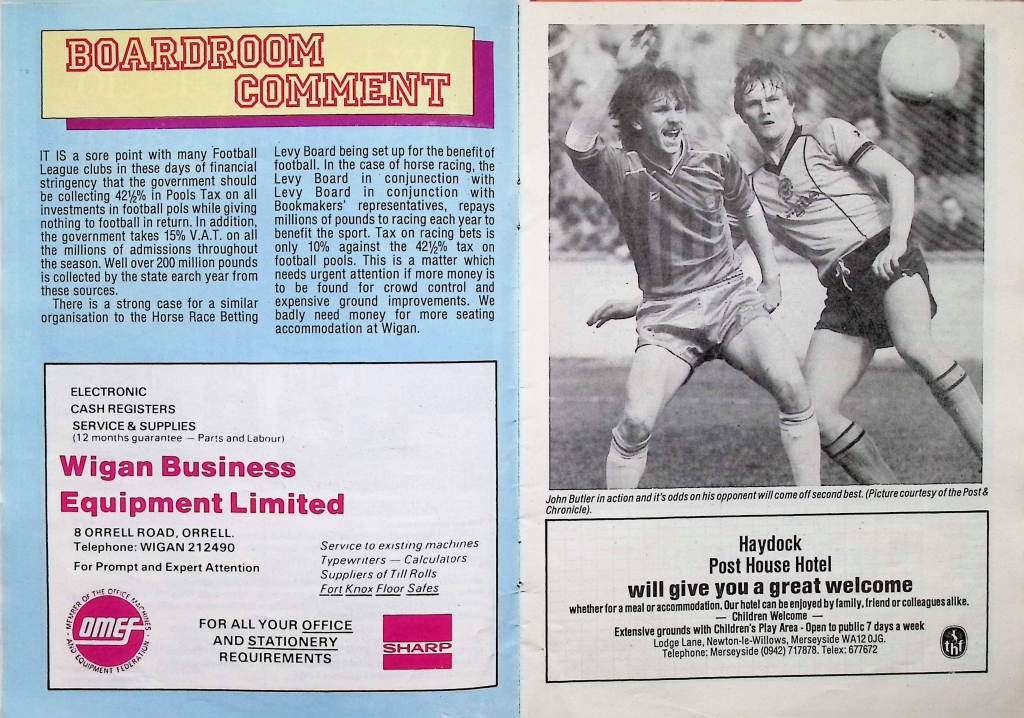 BOARDROOM
COMMENT
IT IS a sore point with many Football
League clubs in these days of financial
stringency that the government should
be collecting 42½% in Pools Tax on all
investments in football pols while giving
nothing to football in return. In addition,
the government takes 15% V.A.T. on all
the millions of admissions throughout
the season. Well over 200 million pounds
is collected by the state earch year from
these sources.
There is a strong case for a similar
organisation to the Horse Race Betting
Levy Board being set up for the benefit of
football. In the case of horse racing, the
Levy Board in conjunection with
Levy Board in conjunction with
Bookmakers' representatives, repays
millions of pounds to racing each year to
benefit the sport. Tax on racing bets is
only 10% against the 42½% tax on
football pools. This is a matter which
needs urgent attention if more money is
to be found for crowd control and
expensive ground improvements. We
badly need money for more seating
accommodation at Wigan.
ELECTRONIC
CASH REGISTERS
SERVICE & SUPPLIES
(12 months guarantee — Parts and Labour)
Wigan Business
Equipment Limited
8 ORRELL ROAD, ORRELL.
Telephone: WIGAN 212490
For Prompt and Expert Attention
Service to existing machines
Typewriters — Calculators
Suppliers of Till Rolls
Fort Knox Floor Safes
MEMBER OF THE OFFICE MACHINES
AND EQUIPMENT FEDERATION
omef
FOR ALL YOUR OFFICE
AND STATIONERY
REQUIREMENTS
SHARP
John Butler in action and it's odds on his opponent will come off second best. (Picture courtesy of the Post &
Chronicle).
Haydock
Post House Hotel
will give you a great welcome
whether for a meal or accommodation. Our hotel can be enjoyed by family, friend or colleagues alike.
— Children Welcome —
Extensive grounds with Children's Play Area - Open to public 7 days a week
Lodge Lane, Newton-le-Willows, Merseyside WA12 0JG.
Telephone: Merseyside (0942) 717878. Telex: 677672
thf